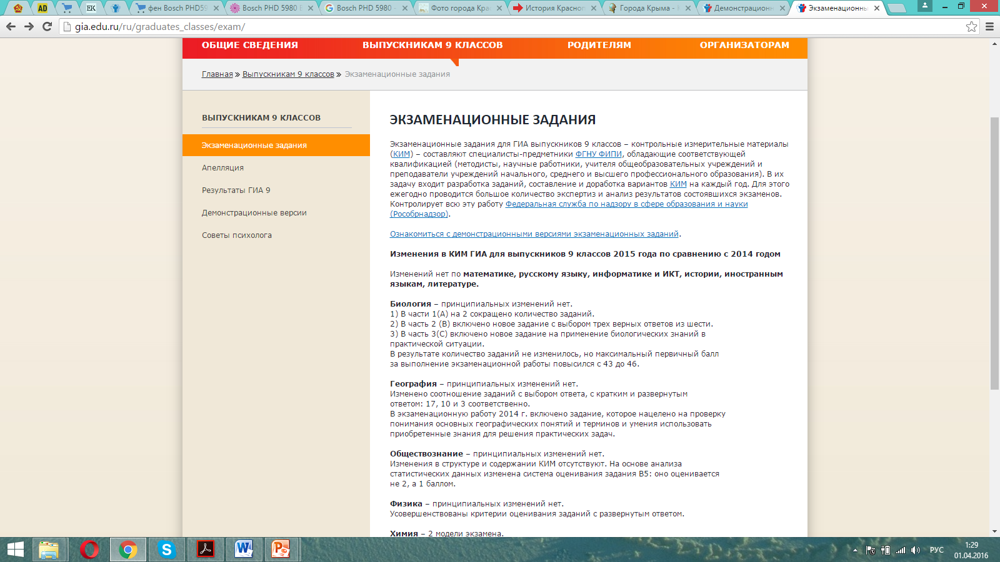 AD
EK
фен Bosch PHD59
Bosch PHD 5980 B
Bosch PHD 5980 -
Фото города Кра
История Красног
Города Крыма -
Демонстрационн
Экзаменационны
gia.edu.ru/ru/graduates_classes/exam/
ОБЩИЕ СВЕДЕНИЯ
ВЫПУСКНИКАМ 9 КЛАССОВ
РОДИТЕЛЯМ
ОРГАНИЗАТОРАМ
Главная » Выпускникам 9 классов » Экзаменационные задания
ВЫПУСКНИКАМ 9 КЛАССОВ
Экзаменационные задания
Апелляция
Результаты ГИА 9
Демонстрационные версии
Советы психолога
ЭКЗАМЕНАЦИОННЫЕ ЗАДАНИЯ
Экзаменационные задания для ГИА выпускников 9 классов – контрольные измерительные материалы
(КИМ) – составляют специалисты-предметники ФГНУ ФИПИ, обладающие соответствующей
квалификацией (методисты, научные работники, учителя общеобразовательных учреждений и
преподаватели учреждений начального, среднего и высшего профессионального образования). В их
задачу входит разработка заданий, составление и доработка вариантов КИМ на каждый год. Для этого
ежегодно проводится большое количество экспертиз и анализ результатов состоявшихся экзаменов.
Контролирует всю эту работу Федеральная служба по надзору в сфере образования и науки
(Рособрнадзор).
Ознакомиться с демонстрационными версиями экзаменационных заданий.
Изменения в КИМ ГИА для выпускников 9 классов 2015 года по сравнению с 2014 годом
Изменений нет по математике, русскому языку, информатике и ИКТ, истории, иностранным
языкам, литературе.
Биология – принципиальных изменений нет.
1) В части 1(А) на 2 сокращено количество заданий.
2) В часть 2 (В) включено новое задание с выбором трех верных ответов из шести.
3) В часть 3(С) включено новое задание на применение биологических знаний в
практической ситуации.
В результате количество заданий не изменилось, но максимальный первичный балл
за выполнение экзаменационной работы повысился с 43 до 46.
География – принципиальных изменений нет.
Изменено соотношение заданий с выбором ответа, с кратким и развернутым
ответом: 17, 10 и 3 соответственно.
В экзаменационную работу 2014 г. включено задание, которое нацелено на проверку
понимания основных географических понятий и терминов и умения использовать
приобретенные знания для решения практических задач.
Обществознание – принципиальных изменений нет.
Изменения в структуре и содержании КИМ отсутствуют. На основе анализа
статистических данных изменена система оценивания задания В5: оно оценивается
не 2, а 1 баллом.
Физика – принципиальных изменений нет.
Усовершенствованы критерии оценивания заданий с развернутым ответом.
Химия – 2 модели экзамена.
РУС
1:29
01.04.2016